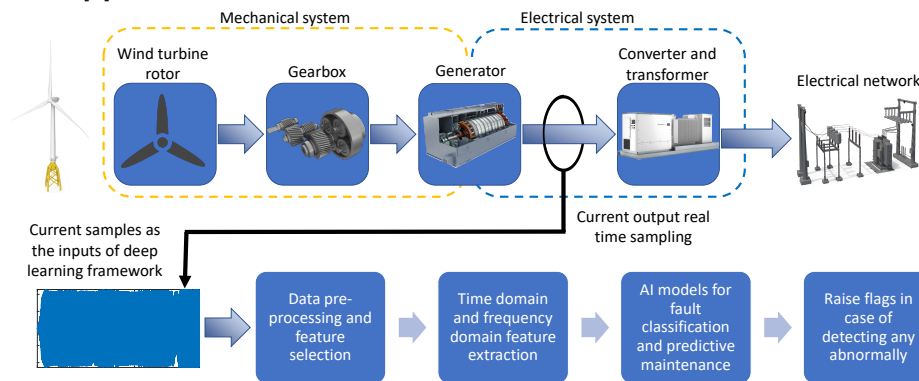 Mechanical system
Electrical system
Wind turbine
rotor
Gearbox
Generator
Converter and
transformer
Electrical network
Current output real
time sampling
Current samples as
the inputs of deep
learning framework
Data pre-
processing and
feature
selection
Time domain
and frequency
domain feature
extraction
AI models for
fault
classification
and predictive
maintenance
Raise flags in
case of
detecting any
abnormally